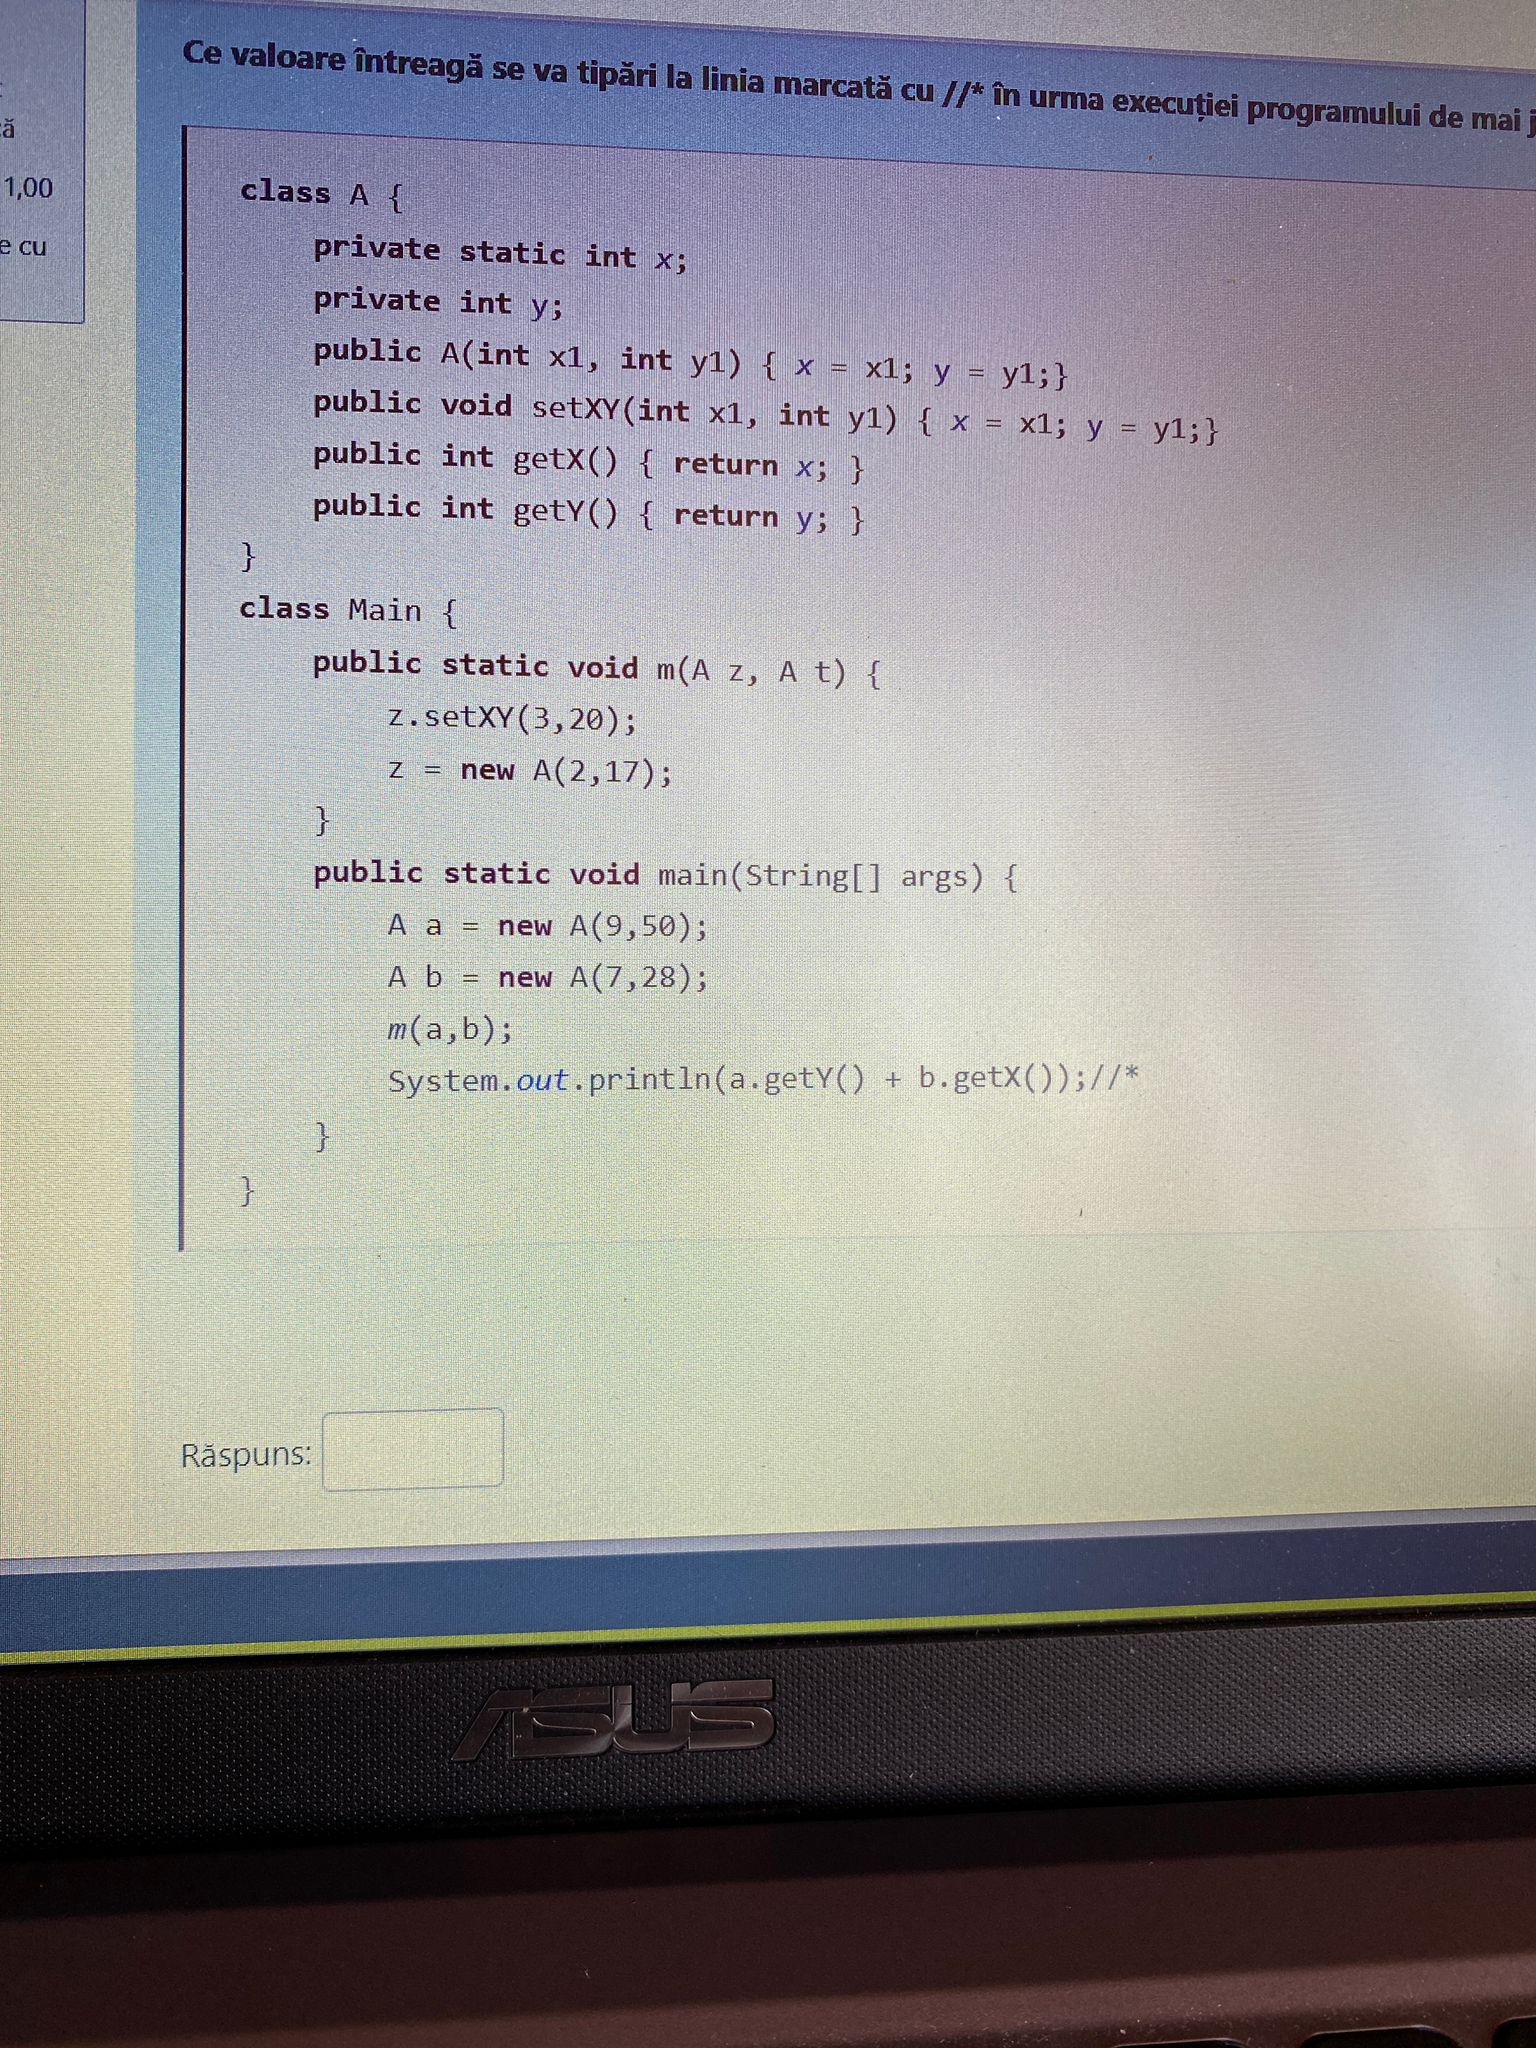 ă
1,00
e cu
Ce valoare întreagă se va tipări la linia marcată cu //* în urma execuției programului de mai j
class A {
private static int x;
private int y;
public A(int x1, int y1) { x = x1; y = y1;}
public void setXY(int x1, int y1) { x = x1; y = y1;}
public int getX() { return x; }
public int getY() { return y; }
}
class Main {
public static void m(A z, A t) {
z.setXY(3,20);
z = new A(2,17);
}
public static void main(String[] args) {
A a = new A(9,50);
A b = new A(7,28);
m(a,b);
System.out.println(a.getY() + b.getX());//*
}
}
Răspuns:
ASUS